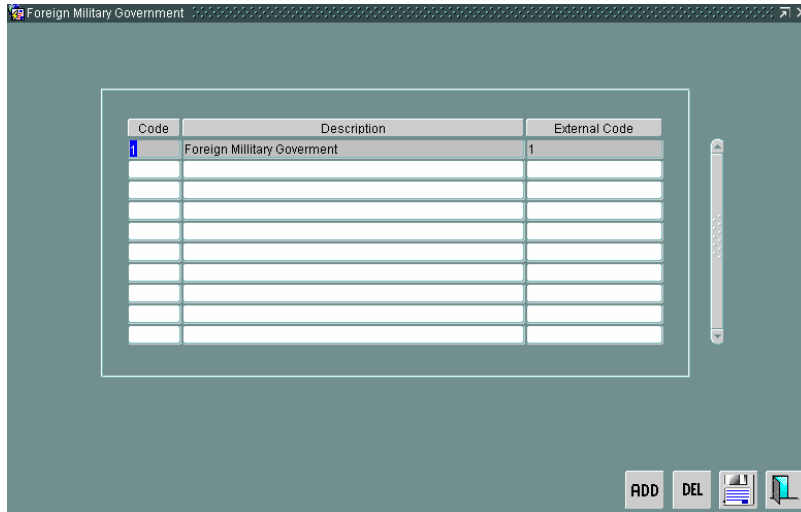 Foreign Military Government
Code Description External Code
1 Foreign Millitary Goverment 1
ADD DEL